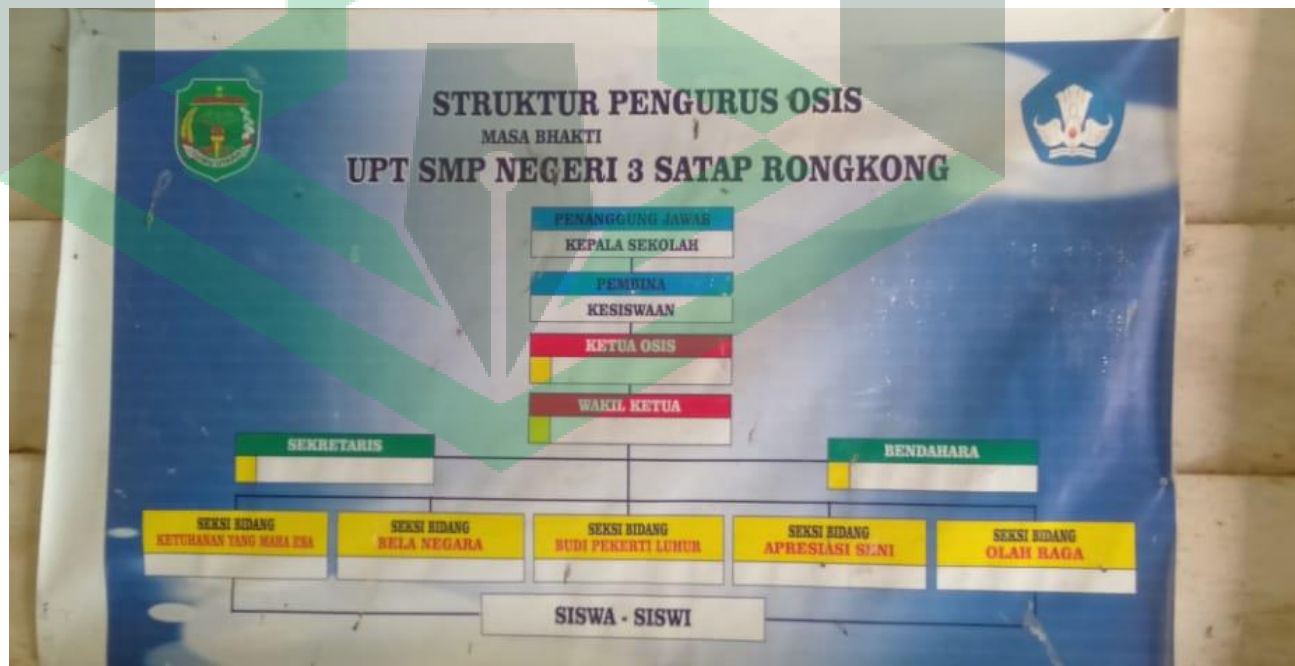 STRUKTUR PENGURUS OSIS
MASA BHAKTI
UPT SMP NEGERI 3 SATAP RONGKONG
PENANGGUNG JAWAB
KEPALA SEKOLAH
PEMBINA
KESISWAAN
KETUA OSIS
WAKIL KETUA
SEKRETARIS
BENDAHARA
SEKSI BIDANG
KETUHANAN YANG MAHA ESA
SEKSI BIDANG
BELA NEGARA
SEKSI BIDANG
BUDI PEKERTI LUHUR
SEKSI BIDANG
APRESIASI SENI
SEKSI BIDANG
OLAH RAGA
SISWA - SISWI